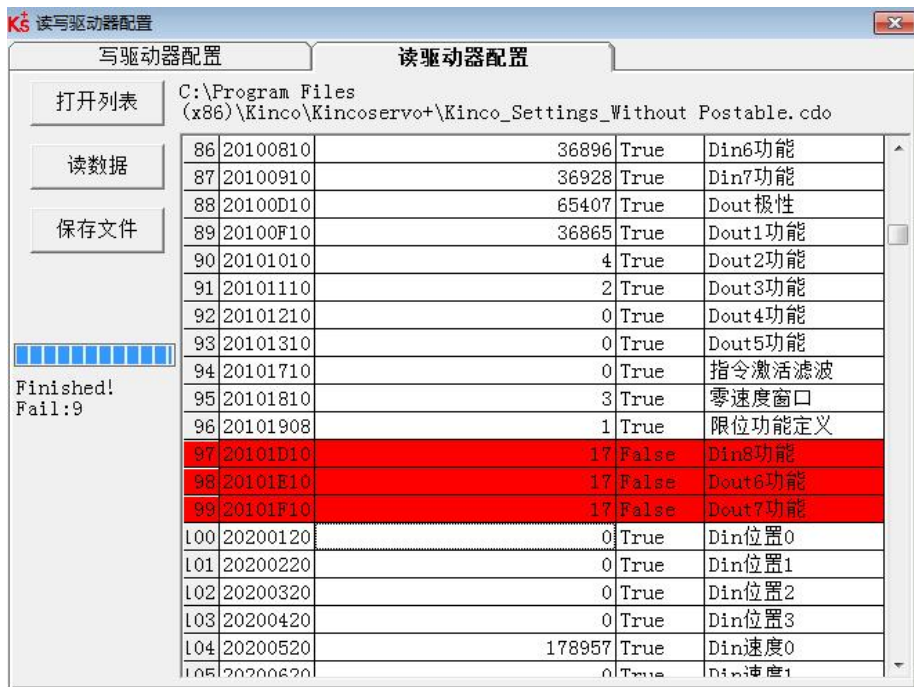 Kś 读写驱动器配置
写驱动器配置 读驱动器配置
打开列表
读数据
保存文件
Finished!
Fail:9
C:\Program Files
(x86)\Kinco\Kincoservo+\Kinco_Settings_Without Postable.cdo
86 20100810 36896 True Din6功能
87 20100910 36928 True Din7功能
88 20100D10 65407 True Dout极性
89 20100F10 36865 True Dout1功能
90 20101010 4 True Dout2功能
91 20101110 2 True Dout3功能
92 20101210 0 True Dout4功能
93 20101310 0 True Dout5功能
94 20101710 0 True 指令激活滤波
95 20101810 3 True 零速度窗口
96 20101908 1 True 限位功能定义
97 20101D10 17 False Din8功能
98 20101E10 17 False Dout6功能
99 20101F10 17 False Dout7功能
100 20200120 0 True Din位置0
101 20200220 0 True Din位置1
102 20200320 0 True Din位置2
103 20200420 0 True Din位置3
104 20200520 178957 True Din速度0
105 20200620 0 True Din速度1